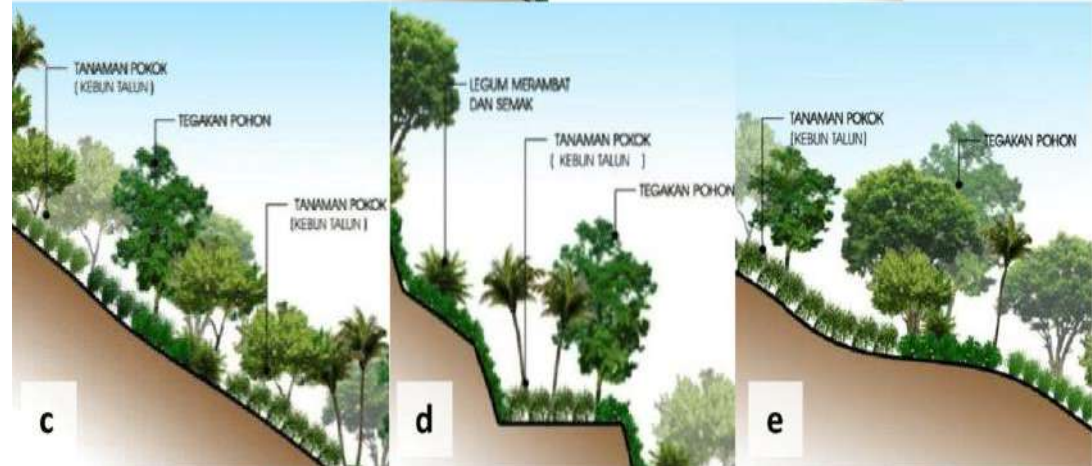 TANAMAN POKOK
( KEBUN TALUN )
TEGAKAN POHON
TANAMAN POKOK
(KEBUN TALUN )
c
LEGUM MERAMBAT
DAN SEMAK
TANAMAN POKOK
( KEBUN TALUN )
TEGAKAN POHON
d
TANAMAN POKOK
(KEBUN TALUN)
TEGAKAN POHON
e